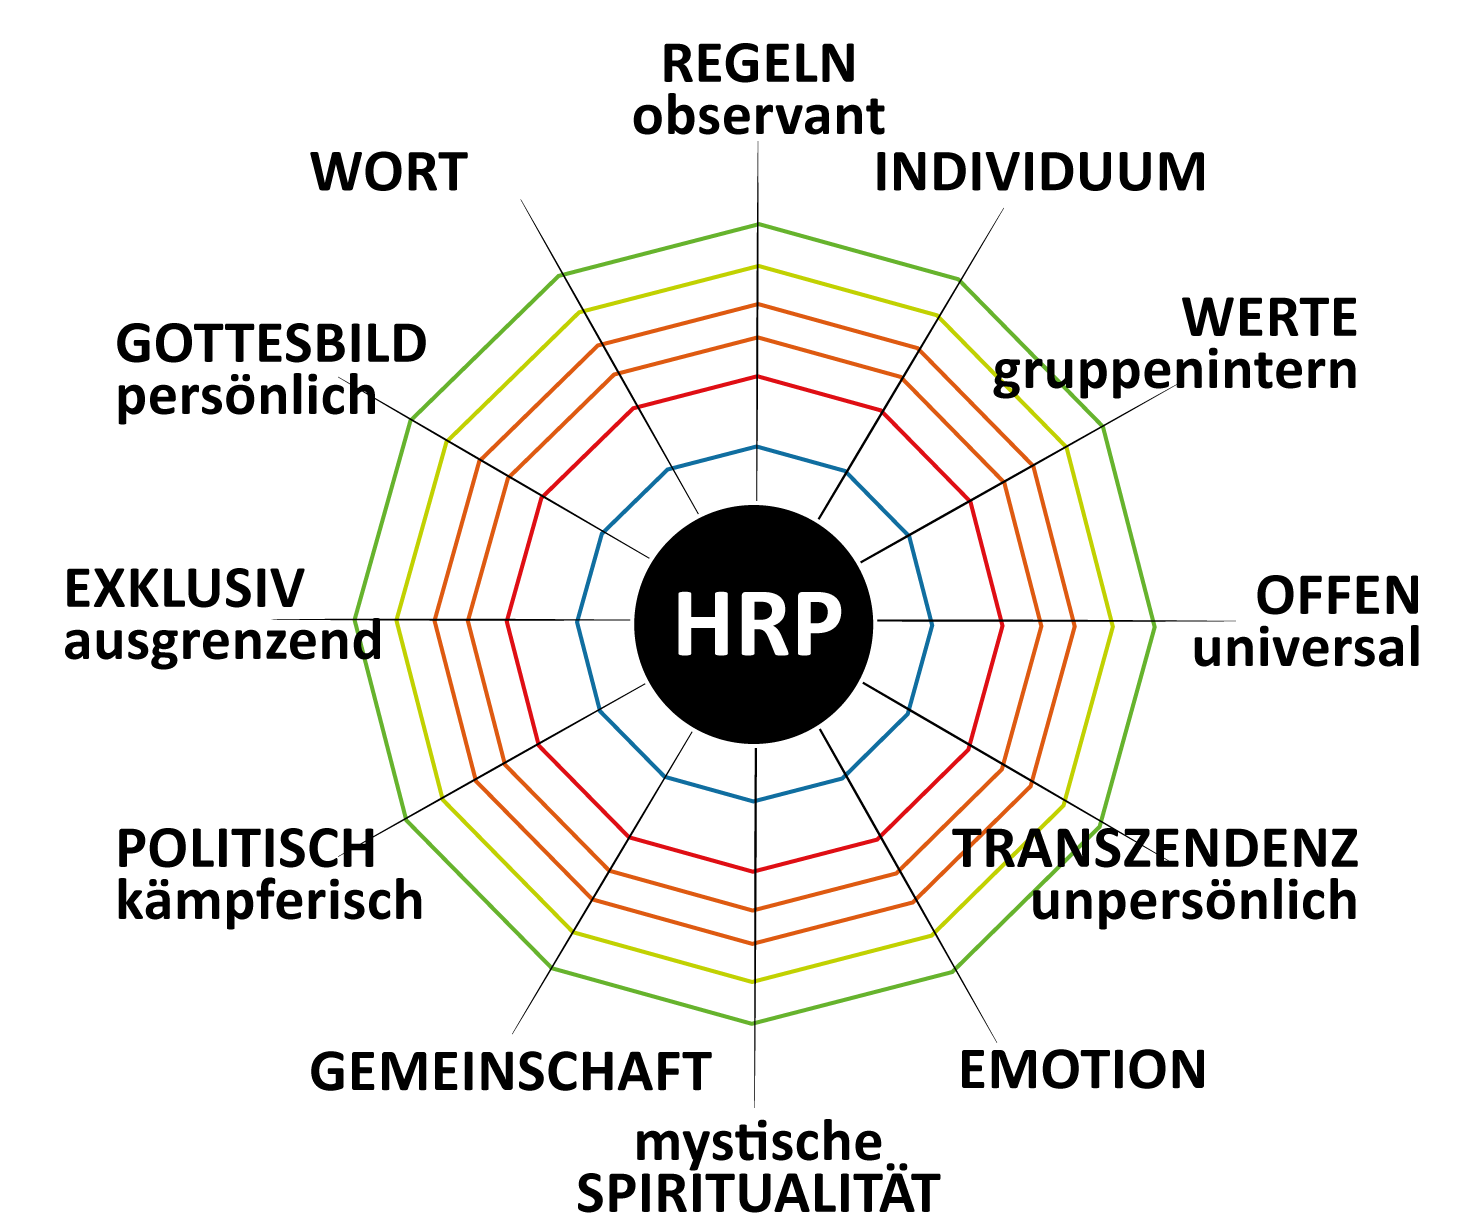 REGELN
observant
WORT
INDIVIDUUM
WERTE
gruppenintern
GOTTESBILD
persönlich
EXKLUSIV
ausgrenzend
HRP
OFFEN
universal
POLITISCH
kämpferisch
TRANSZENDENZ
unpersönlich
GEMEINSCHAFT
EMOTION
mystische
SPIRITUALITÄT